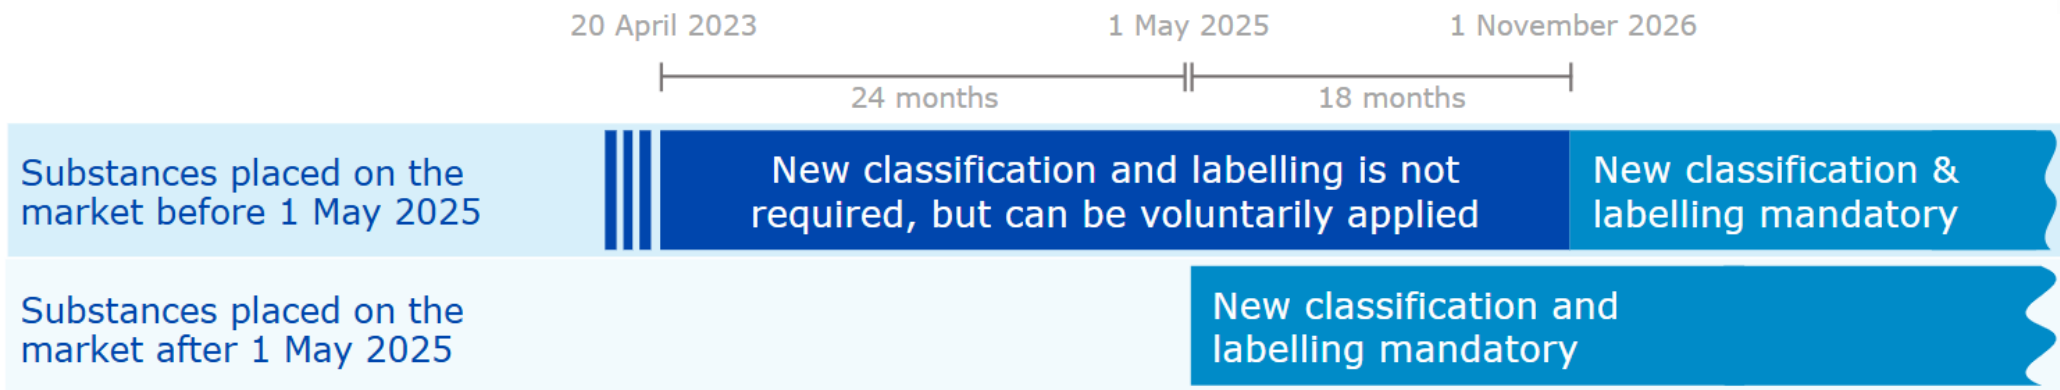 20 April 2023
1 May 2025
1 November 2026
24 months
18 months
Substances placed on the
market before 1 May 2025
New classification and labelling is not
required, but can be voluntarily applied
New classification &
labelling mandatory
Substances placed on the
market after 1 May 2025
New classification and
labelling mandatory